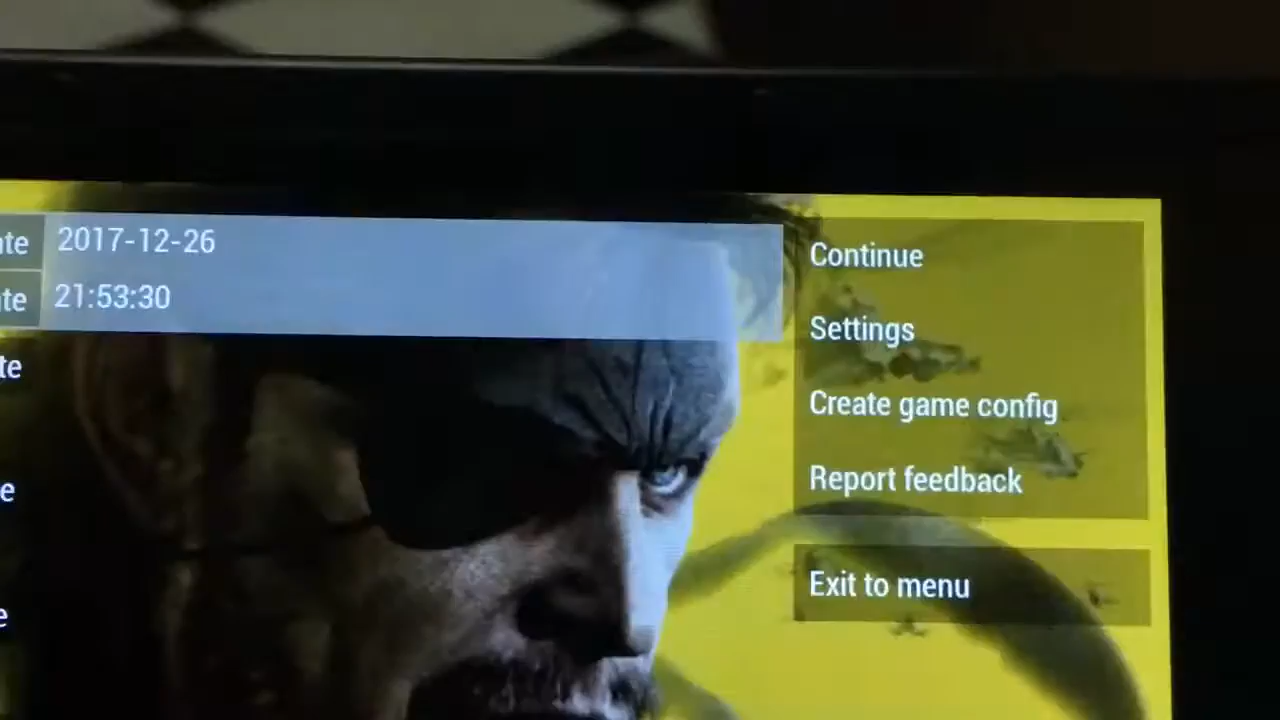 2017-12-26
21:53:30
Continue
Settings
Create game config
Report feedback
Exit to menu